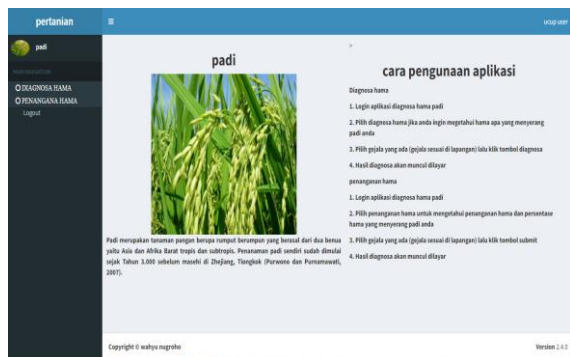 pertanian
ucup user
padi
DIAGNOSA HAMA
PENANGANA HAMA
Logout
padi
Padi merupakan tanaman pangan berupa rumput berumpun yang berasal dari dua benua
yaitu Asia dan Afrika Barat tropis dan subtropis. Penanaman padi sendiri sudah dimulai
sejak Tahun 3.000 sebelum masehi di Zhejiang, Tiongkok (Purwono dan Purnamawati,
2007).
>
cara pengunaan aplikasi
Diagnosa hama
1. Login aplikasi diagnosa hama padi
2. Pilih diagnosa hama jika anda ingin megetahui hama apa yang menyerang
padi anda
3. Pilih gejala yang ada (gejala sesuai di lapangan) lalu klik tombol diagnosa
4. Hasil diagnosa akan muncul dilayar
penanganan hama
1. Login aplikasi diagnosa hama padi
2. Pilih penanganan hama untuk mengetahui penanganan hama dan persentase
hama yang menyerang padi anda
3. Pilih gejala yang ada (gejala sesuai di lapangan) lalu klik tombol submit
4. Hasil diagnosa akan muncul dilayar
Copyright © wahyu nugroho
Version 2.4.0